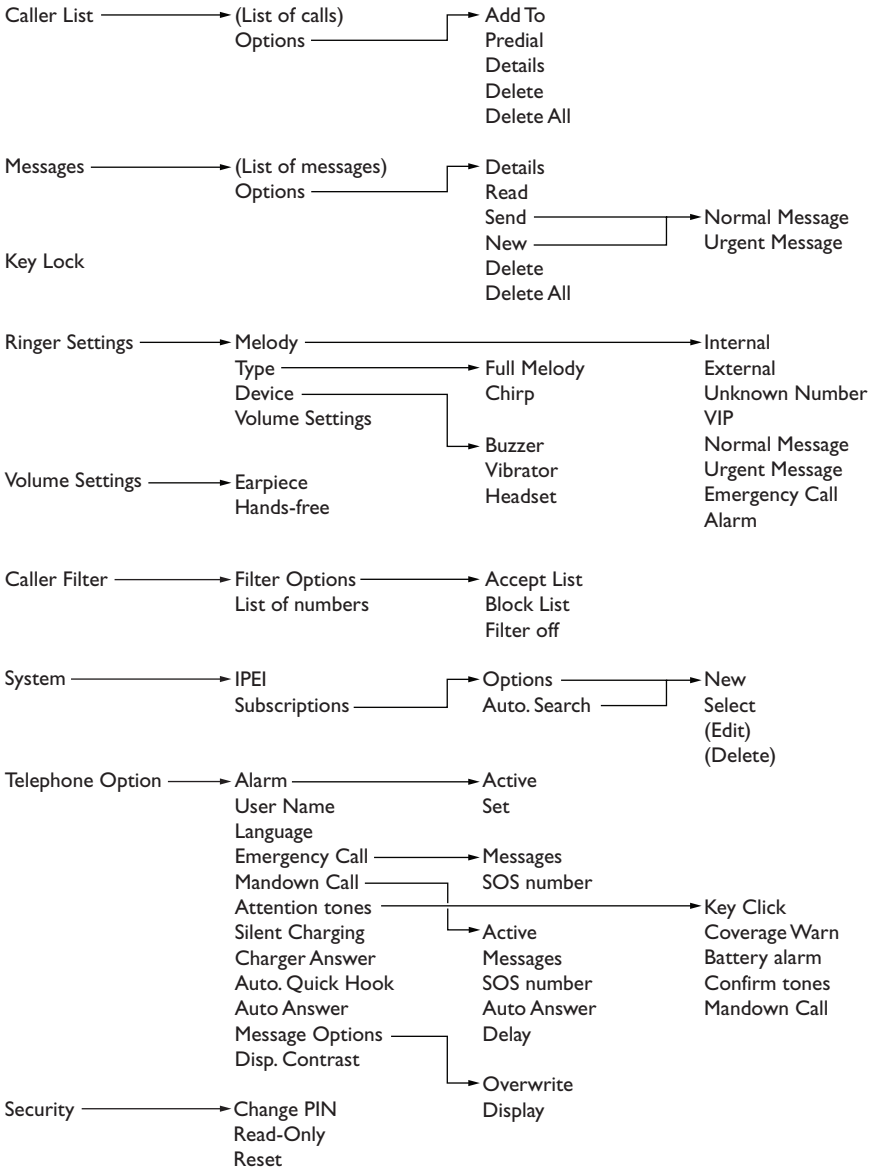 Caller List (List of calls) Add To
Options Predial
Details
Delete
Delete All
Messages (List of messages) Details
Options Read
Send Normal Message
New Urgent Message
Key Lock
Delete
Delete All
Ringer Settings Melody Internal
Type Full Melody External
Device Chirp Unknown Number
Volume Settings VIP
Buzzer Normal Message
Vibrator Urgent Message
Volume Settings Earpiece
Headset Emergency Call
Hands-free
Alarm
Caller Filter Filter Options Accept List
List of numbers Block List
Filter off
System IPEI Options New
Subscriptions Auto. Search Select
(Edit)
(Delete)
Telephone Option Alarm Active
User Name Set
Language
Emergency Call Messages
Mandown Call SOS number
Attention tones Key Click
Silent Charging Active Coverage Warn
Charger Answer Messages Battery alarm
Auto. Quick Hook SOS number Confirm tones
Auto Answer Auto Answer Mandown Call
Message Options Delay
Disp. Contrast
Overwrite
Security Change PIN Display
Read-Only
Reset